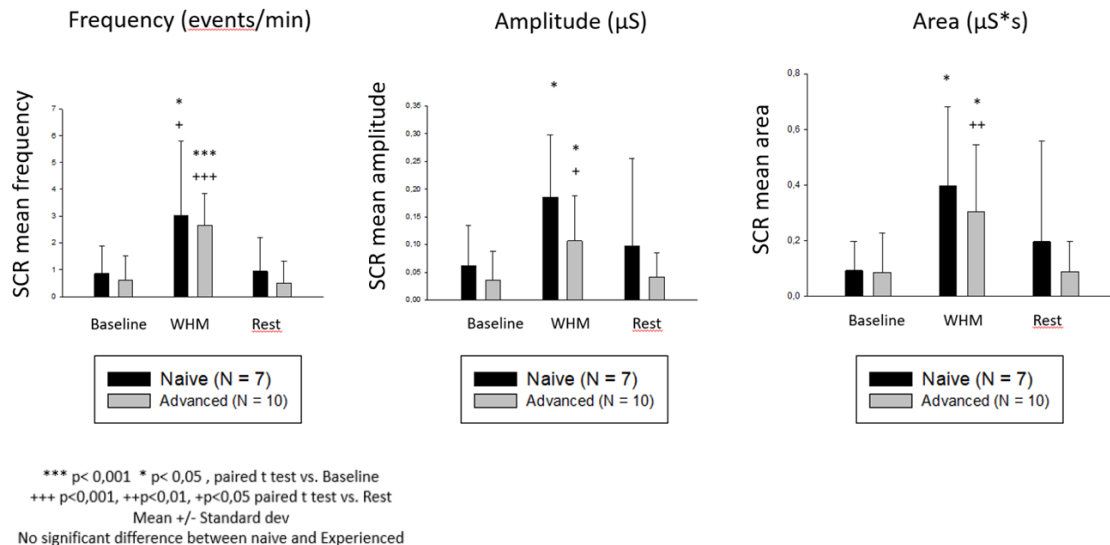 Frequency (events/min)
Amplitude (µS)
Area (µS*s)
SCR mean frequency
7
6
5
4
3
2
1
0
*
+
***
+++
Baseline
WHM
Rest
SCR mean amplitude
0,35
0,30
0,25
0,20
0,15
0,10
0,05
0,00
*
*
+
Baseline
WHM
Rest
SCR mean area
0,8
0,6
0,4
0,2
0,0
*
*
++
Baseline
WHM
Rest
Naive (N = 7)
Advanced (N = 10)
Naive (N = 7)
Advanced (N = 10)
Naive (N = 7)
Advanced (N = 10)
*** p< 0,001 * p< 0,05 , paired t test vs. Baseline
+++ p<0,001, ++p<0,01, +p<0,05 paired t test vs. Rest
Mean +/- Standard dev
No significant difference between naive and Experienced